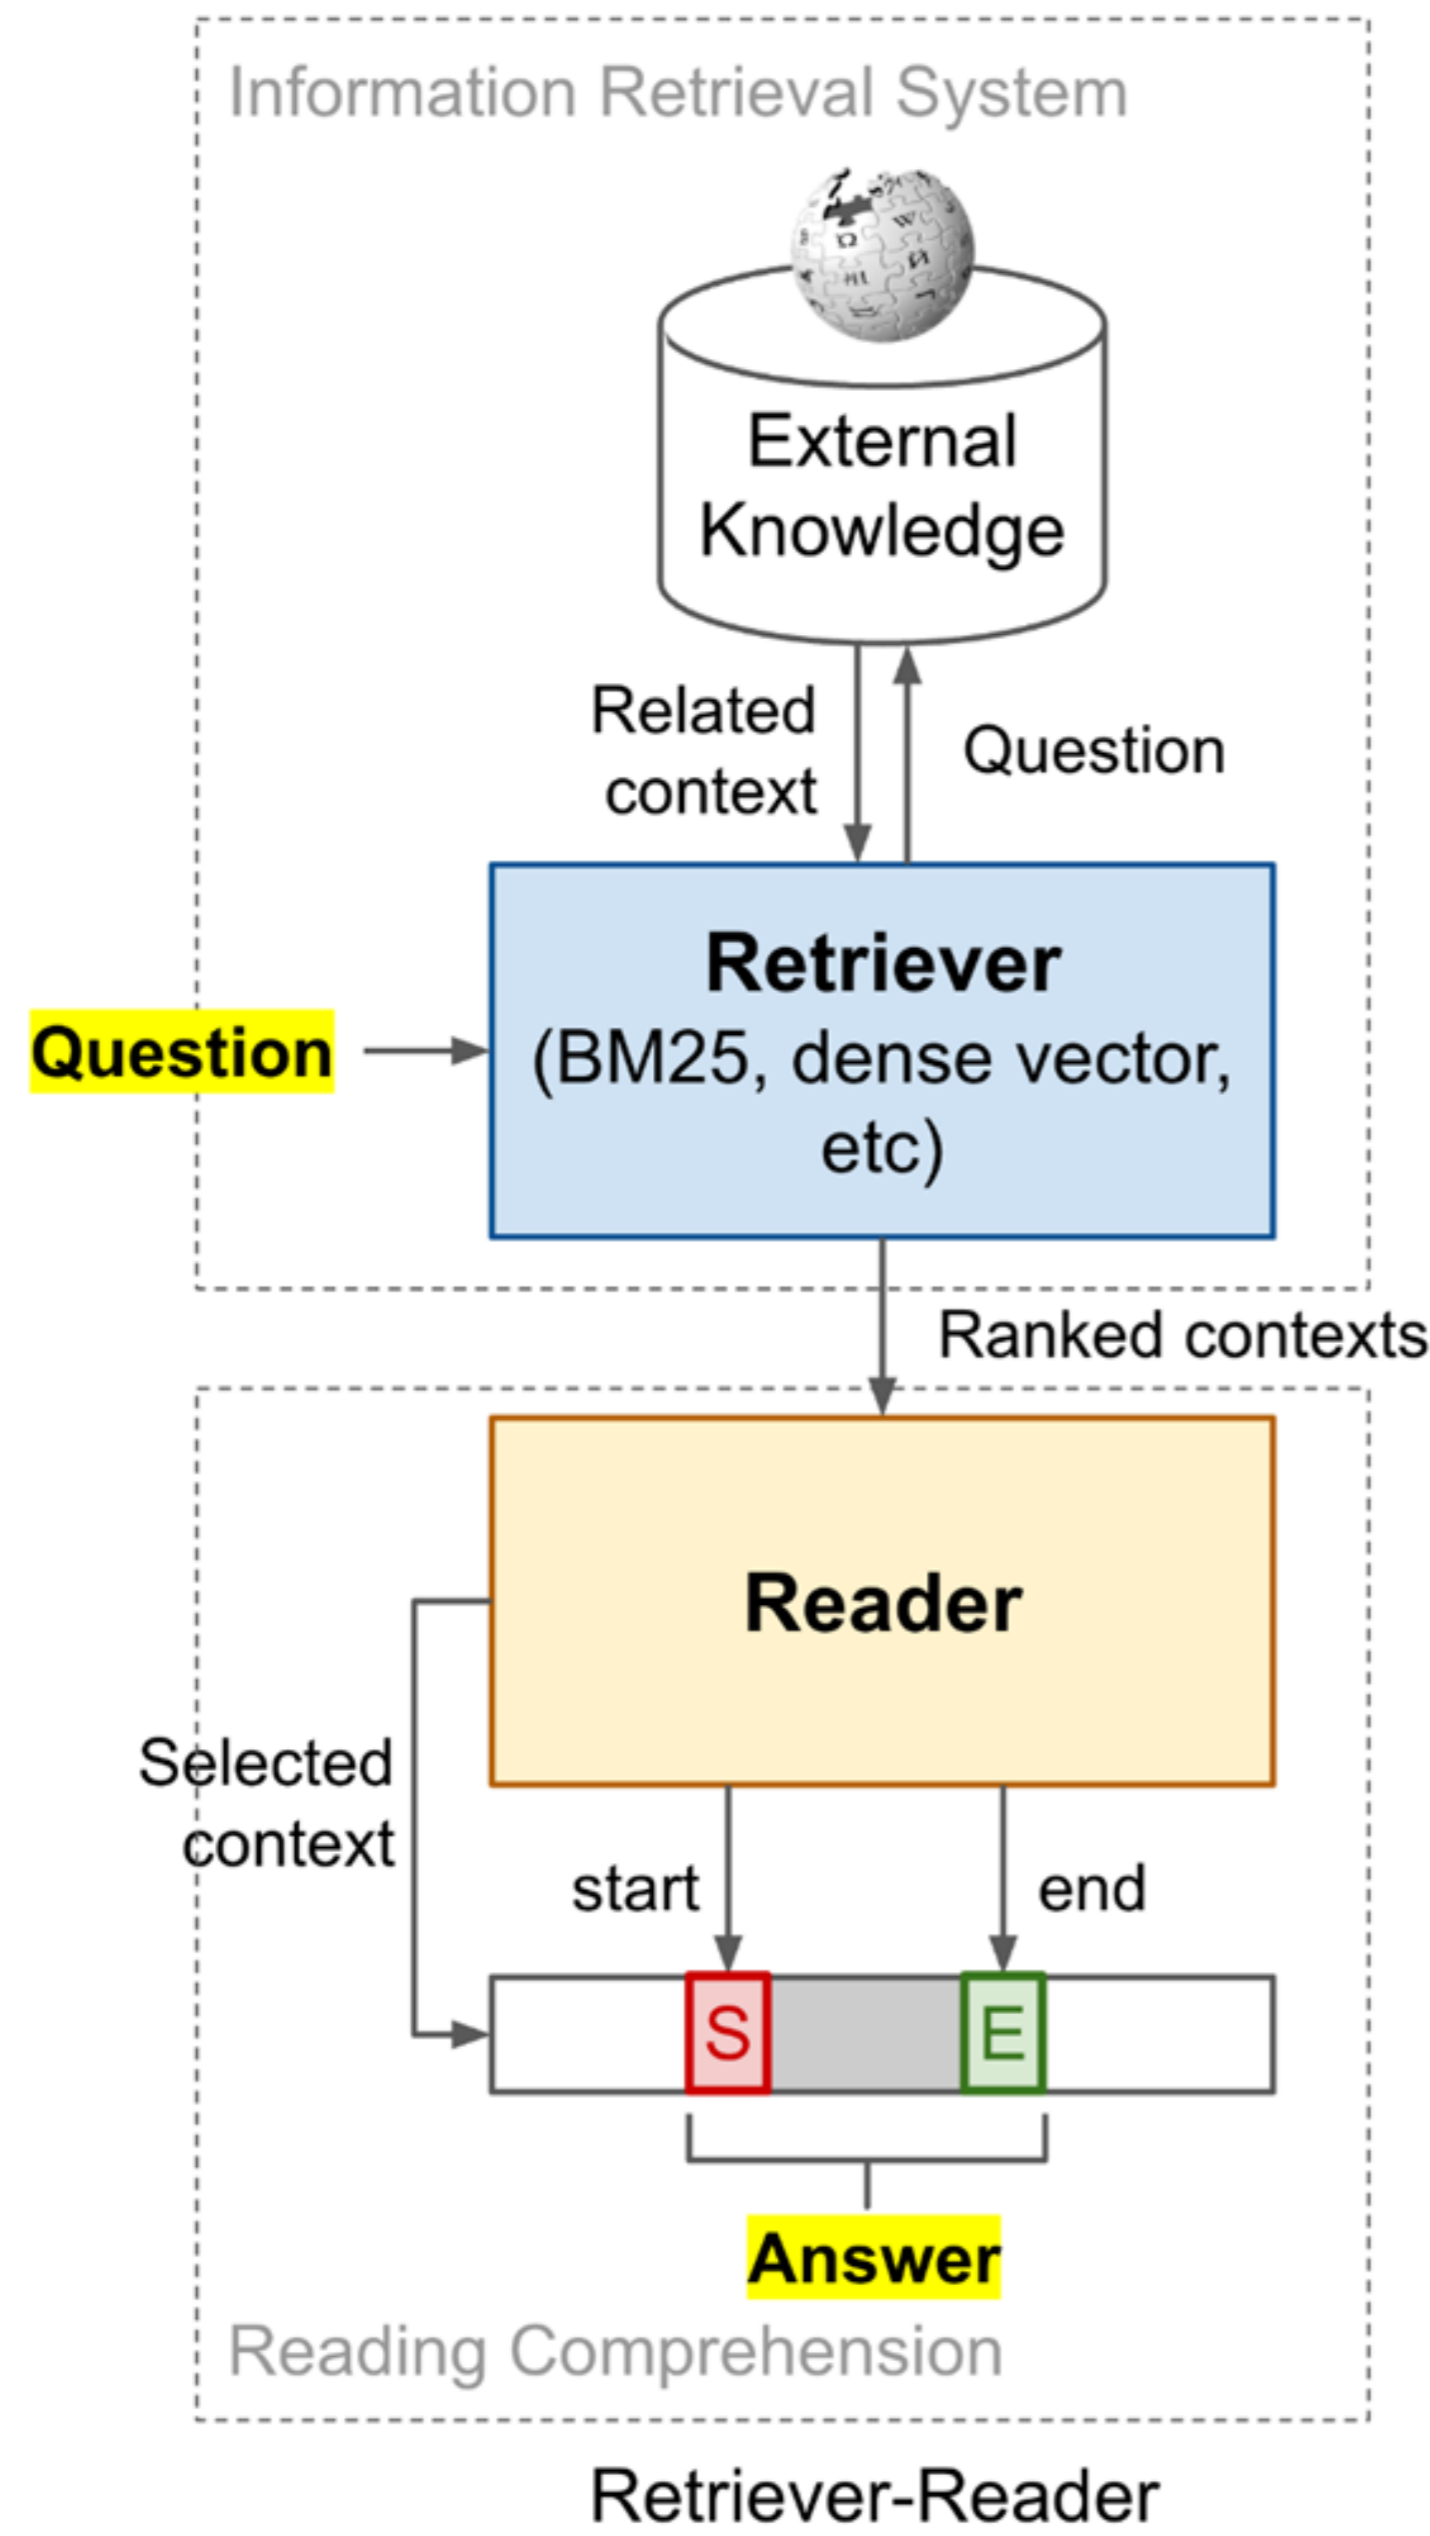 Information Retrieval System
External
Knowledge
Related
context
Question
Retriever
(BM25, dense vector,
etc)
Question
Ranked contexts
Reader
Selected
context
start
end
S
E
Answer
Reading Comprehension
Retriever-Reader